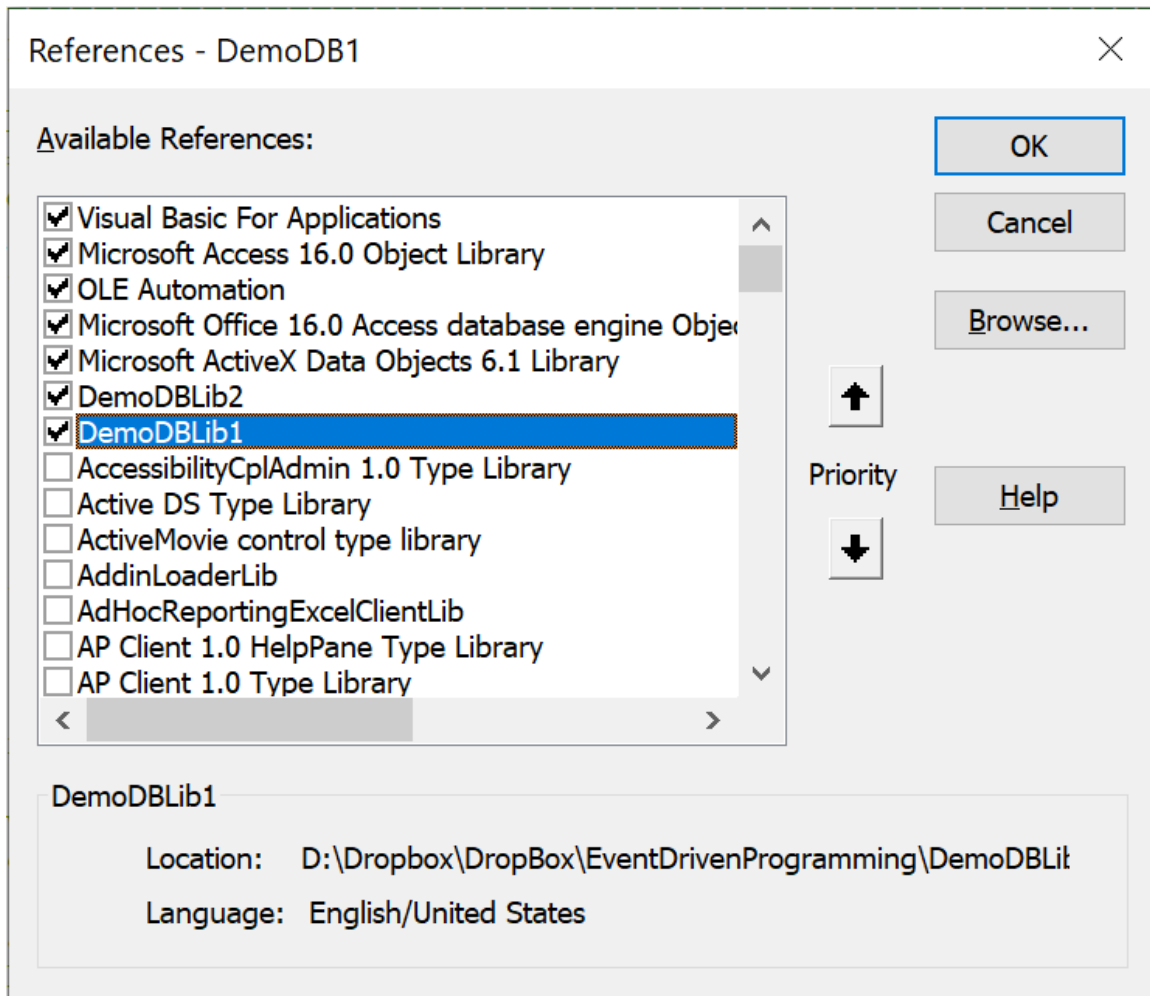 References - DemoDB1
Available References:
Visual Basic For Applications
Microsoft Access 16.0 Object Library
OLE Automation
Microsoft Office 16.0 Access database engine Objec
Microsoft ActiveX Data Objects 6.1 Library
DemoDBLib2
DemoDBLib1
AccessibilityCplAdmin 1.0 Type Library
Active DS Type Library
ActiveMovie control type library
AddinLoaderLib
AdHocReportingExcelClientLib
AP Client 1.0 HelpPane Type Library
AP Client 1.0 Type Library
OK
Cancel
Browse...
Priority
Help
DemoDBLib1
Location: D:\Dropbox\DropBox\EventDrivenProgramming\DemoDBLib
Language: English/United States